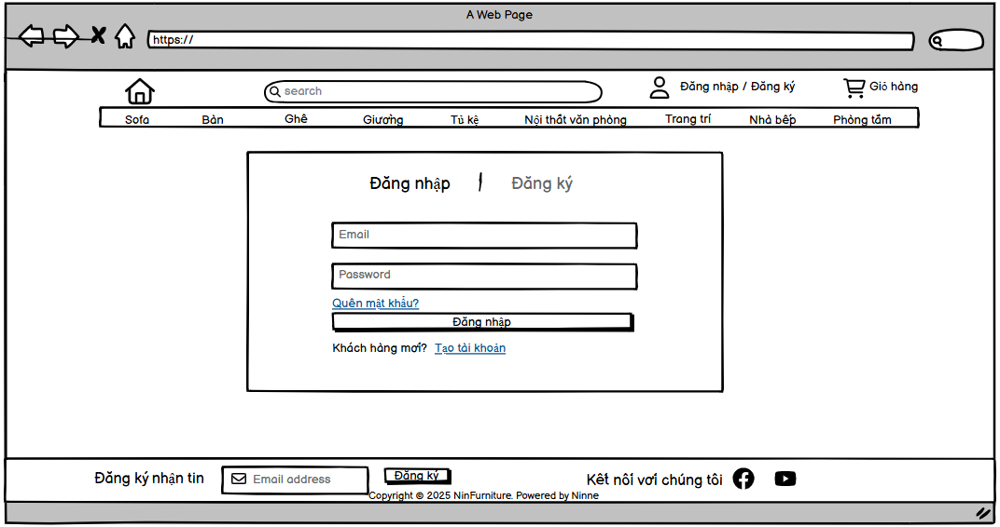 A Web Page
https://
search
Đăng nhập / Đăng ký
Giỏ hàng
Sofa Bàn Ghế Giường Tủ kệ Nội thất văn phòng Trang trí Nhà bếp Phòng tắm
Đăng nhập | Đăng ký
Email
Password
Quên mật khẩu?
Đăng nhập
Khách hàng mới? Tạo tài khoản
Đăng ký nhận tin
Email address
Đăng ký
Kết nối với chúng tôi
Copyright © 2025 NinFurniture. Powered by Ninne